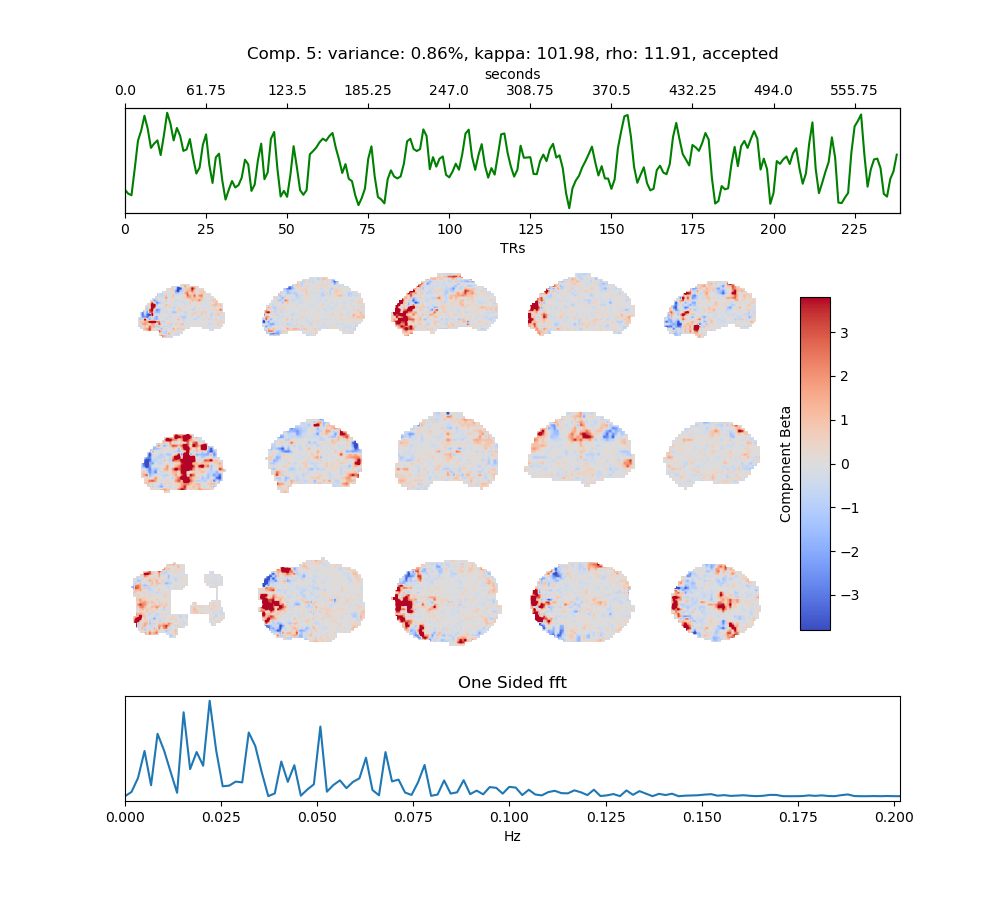 Comp. 5: variance: 0.86%, kappa: 101.98, rho: 11.91, accepted
seconds
0.0 61.75 123.5 185.25 247.0 308.75 370.5 432.25 494.0 555.75
0 25 50 75 100 125 150 175 200 225
TRs
3
2
1
0
−1
−2
−3
Component Beta
One Sided fft
0.000 0.025 0.050 0.075 0.100 0.125 0.150 0.175 0.200
Hz